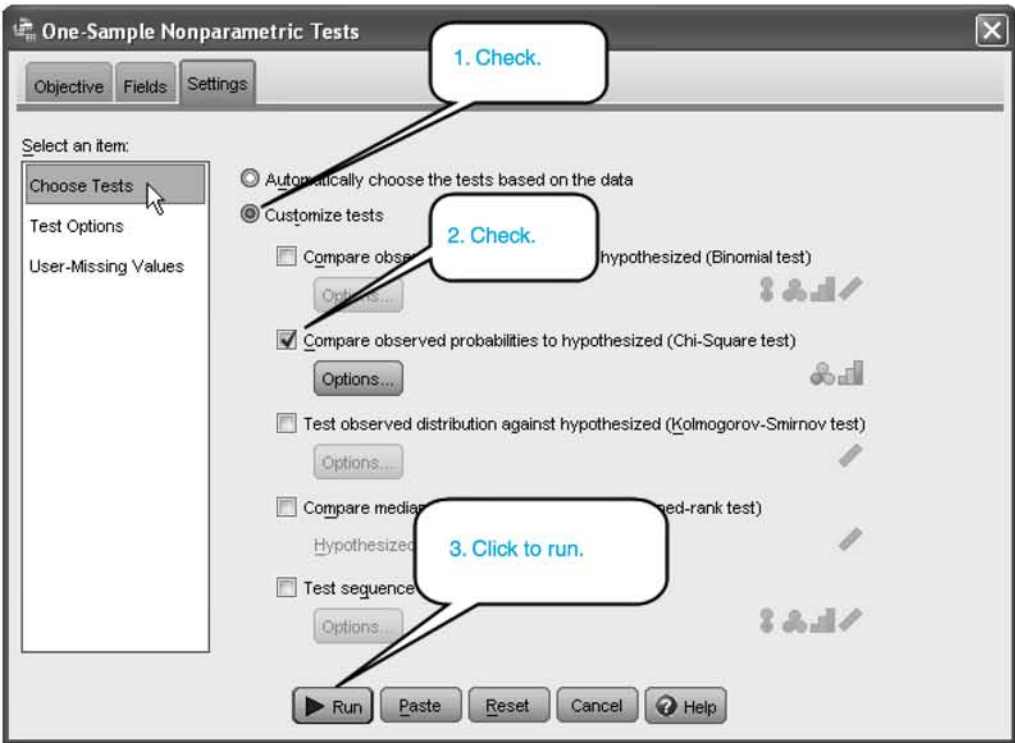 One-Sample Nonparametric Tests
1. Check.
Objective Fields Settings
Select an item:
Choose Tests
Test Options
User-Missing Values
Automatically choose the tests based on the data
Customize tests
2. Check.
Compare obser hypothesized (Binomial test)
Options...
Compare observed probabilities to hypothesized (Chi-Square test)
Options...
Test observed distribution against hypothesized (Kolmogorov-Smirnov test)
Options...
Compare median ned-rank test)
Hypothesized
3. Click to run.
Test sequence
Options...
Run Paste Reset Cancel Help